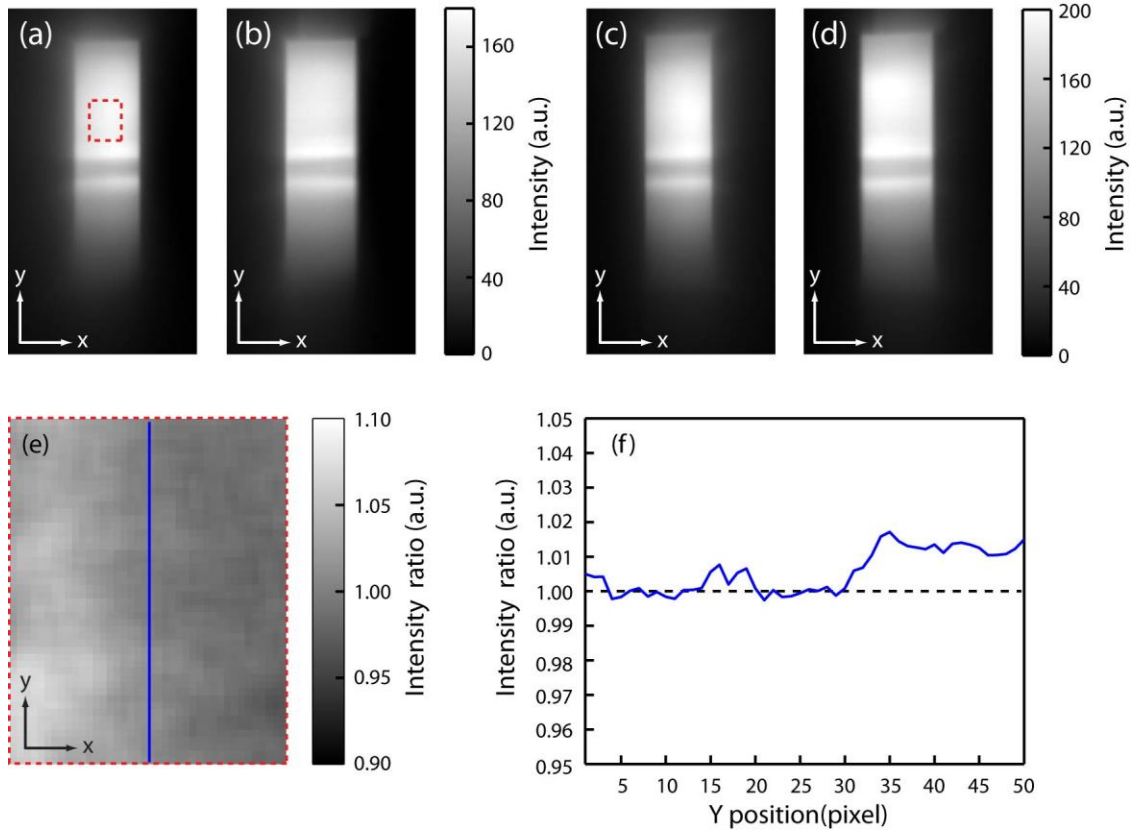 (a)
(b)
160
120
80
40
0
Intensity (a.u.)
(c)
(d)
200
160
120
80
40
0
Intensity (a.u.)
y
x
y
x
y
x
y
x
(e)
y
x
1.10
1.05
1.00
0.95
0.90
Intensity ratio (a.u.)
(f)
1.05
1.04
1.03
1.02
1.01
1.00
0.99
0.98
0.97
0.96
0.95
Intensity ratio (a.u.)
5 10 15 20 25 30 35 40 45 50
Y position(pixel)